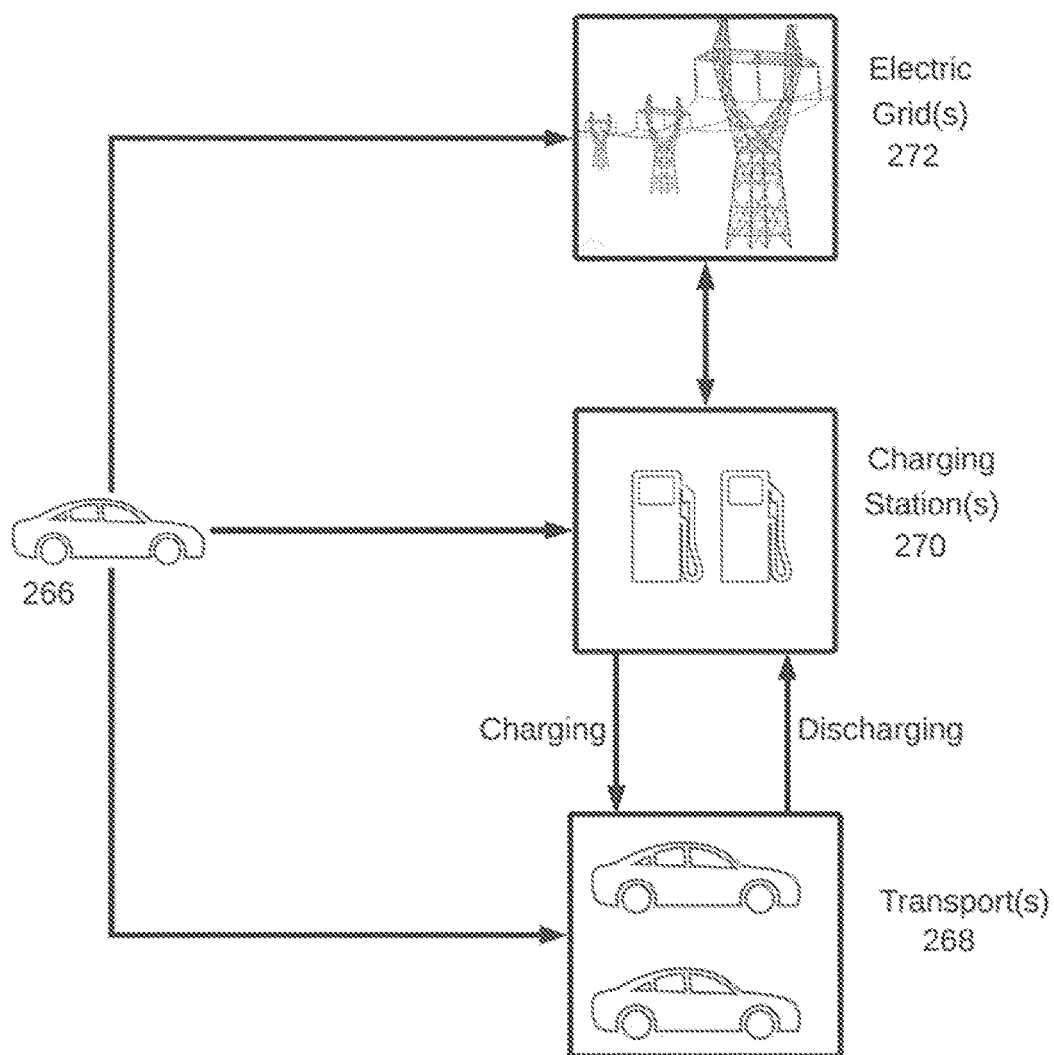 Electric
Grid(s)
272
Charging
Station(s)
270
266
Charging
Discharging
Transport(s)
268